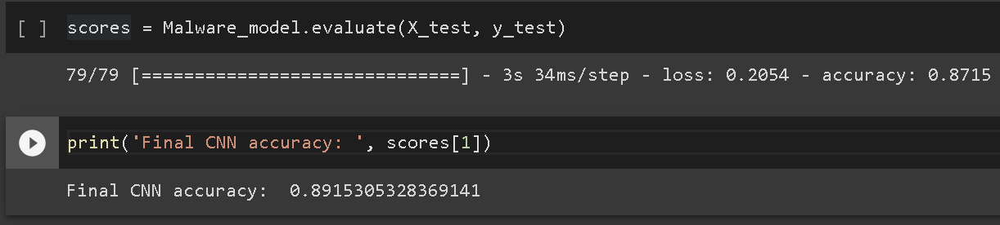 [ ] scores = Malware_model.evaluate(X_test, y_test)
79/79 [==============================] - 3s 34ms/step - loss: 0.2054 - accuracy: 0.8715
print('Final CNN accuracy: ', scores[1])
Final CNN accuracy:  0.8915305328369141